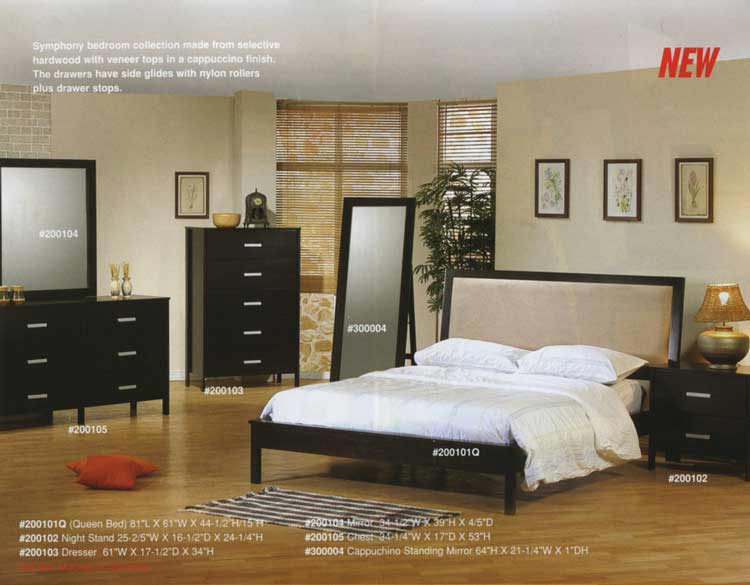 Symphony bedroom collection made from selective
hardwood with veneer tops in a cappuccino finish.
The drawers have side glides with nylon rollers
plus drawer stops.
NEW
#200104
#300004
#200103
#200105
#200101Q
#200102
#200101Q (Queen Bed) 81"L X 61"W X 44-1/2"H/15"H
#200102 Night Stand 25-2/5"W X 16-1/2"D X 24-1/4"H
#200103 Dresser 61"W X 17-1/2"D X 34"H
#200104 Mirror 34-1/2"W X 39"H X 4/5"D
#200105 Chest 34-1/4"W X 17"D X 53"H
#300004 Cappuchino Standing Mirror 64"H X 21-1/4"W X 1"DH